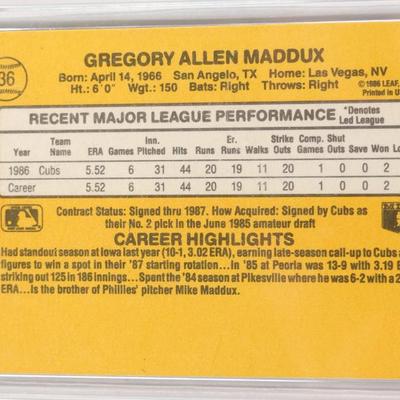 36
GREGORY ALLEN MADDUX
Born: April 14, 1966 San Angelo, TX Home: Las Vegas, NV
Ht.: 6'0" Wgt.: 150 Bats: Right Throws: Right
© 1986 LEAF,
Printed in U
RECENT MAJOR LEAGUE PERFORMANCE *Denotes Led League
Year Team Name ERA Games Inn. Pitched Hits Runs Er. Runs Walks Strike Outs Comp. Games Shut Outs Save Won Lo
1986 Cubs 5.52 6 31 44 20 19 11 20 1 0 0 2
Career 5.52 6 31 44 20 19 11 20 1 0 0 2
Contract Status: Signed thru 1987. How Acquired: Signed by Cubs as
their No. 2 pick in the June 1985 amateur draft
CAREER HIGHLIGHTS
Had standout season at Iowa last year (10-1, 3.02 ERA), earning late-season call-up to Cubs a
figures to win a spot in their '87 starting rotation... in '85 at Peoria was 13-9 with 3.19 E
striking out 125 in 186 innings... Spent the '84 season at Pikesville where he was 6-2 with a 2
ERA... Is the brother of Phillies' pitcher Mike Maddux.